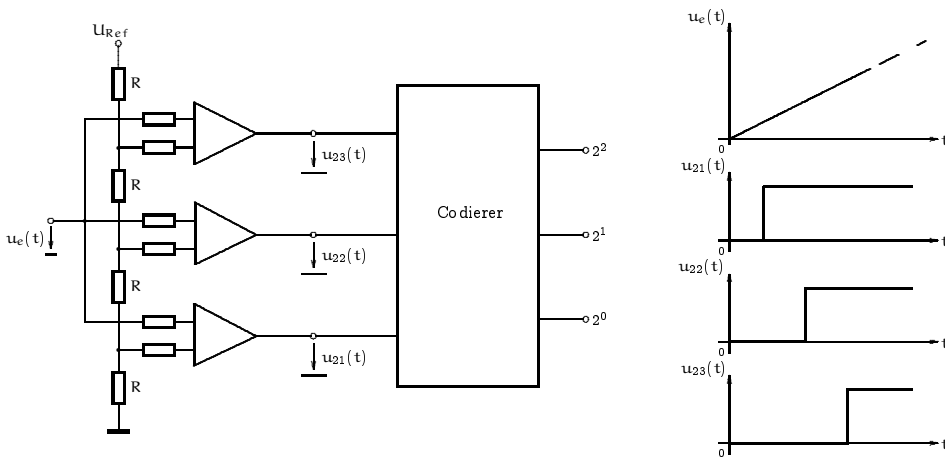 U_Ref
R
u_23(t)
R
Codierer
2^2
2^1
2^0
u_e(t)
u_22(t)
R
u_21(t)
R
u_e(t)
0
t
u_21(t)
0
t
u_22(t)
0
t
u_23(t)
0
t